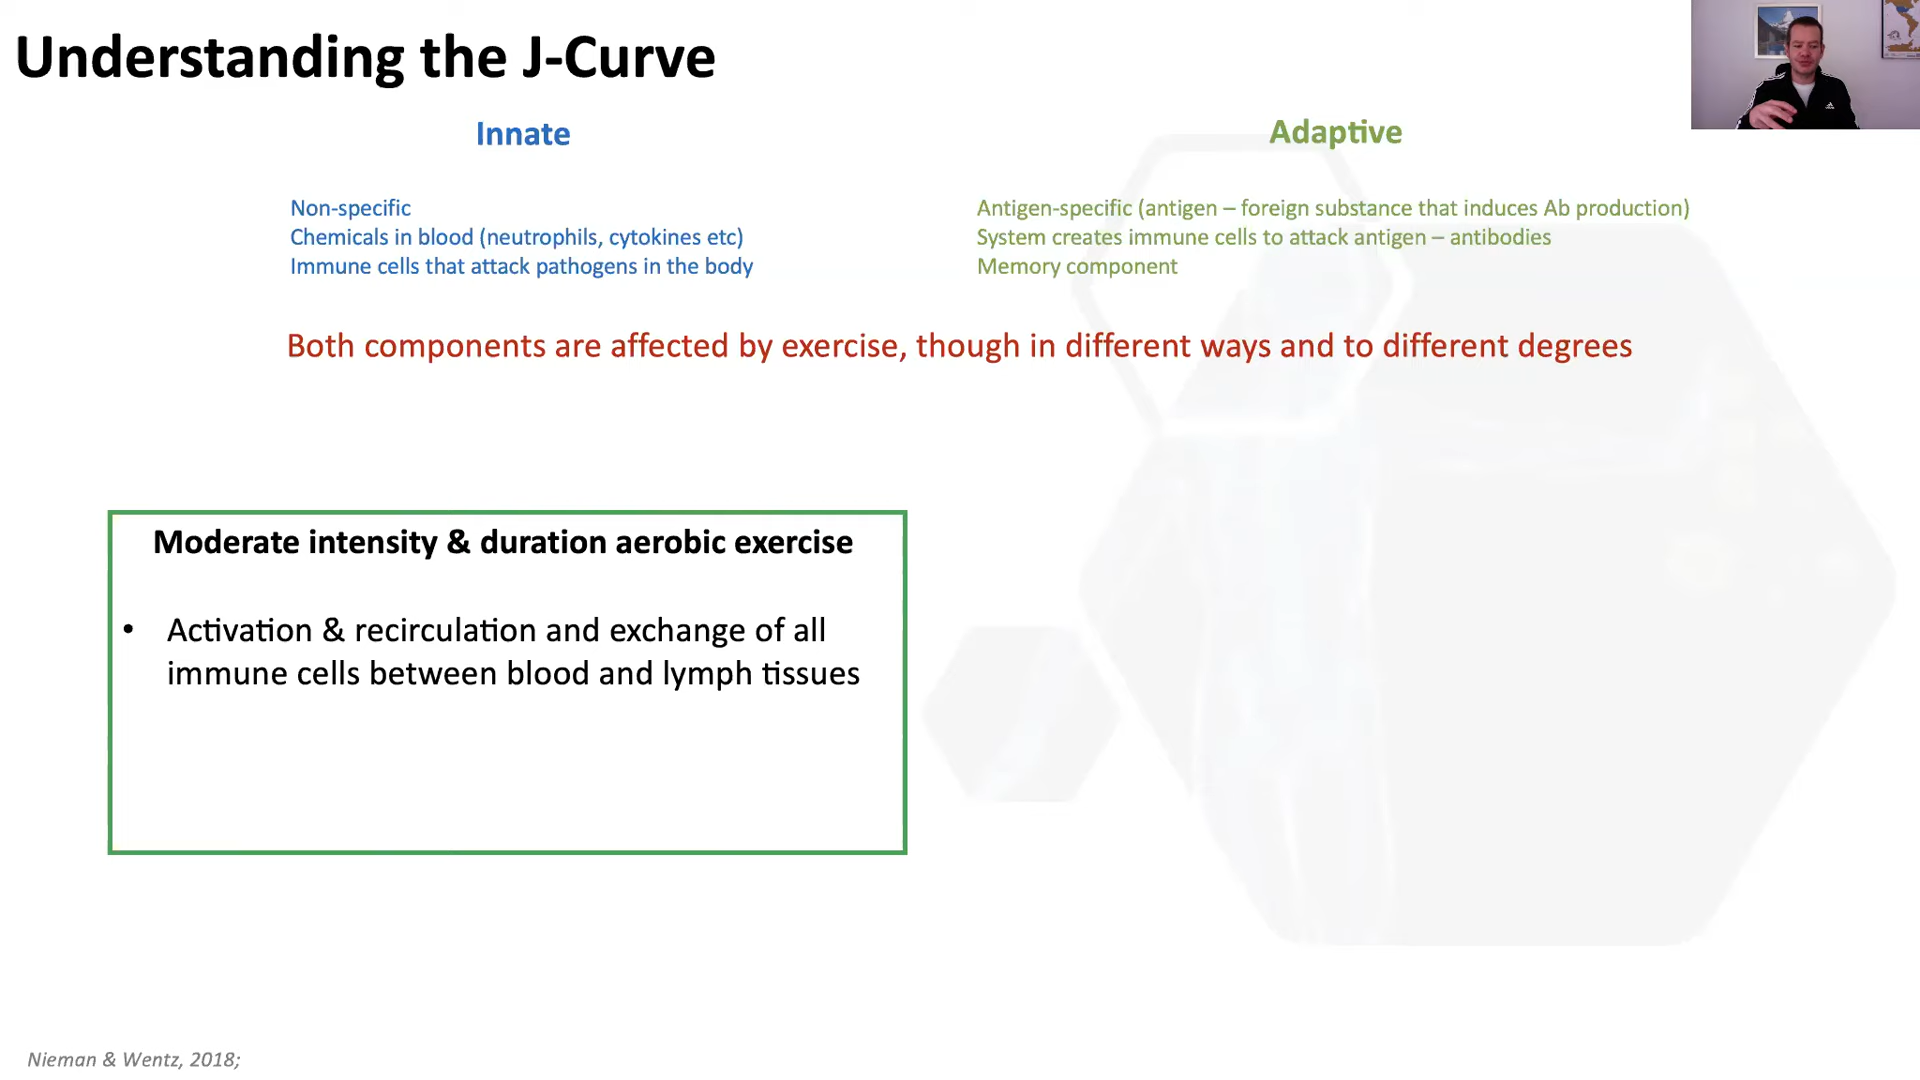 Understanding the J-Curve
Innate
Adaptive
Non-specific
Chemicals in blood (neutrophils, cytokines etc)
Immune cells that attack pathogens in the body
Antigen-specific (antigen – foreign substance that induces Ab production)
System creates immune cells to attack antigen – antibodies
Memory component
Both components are affected by exercise, though in different ways and to different degrees
Moderate intensity & duration aerobic exercise
• Activation & recirculation and exchange of all
immune cells between blood and lymph tissues
Nieman & Wentz, 2018;